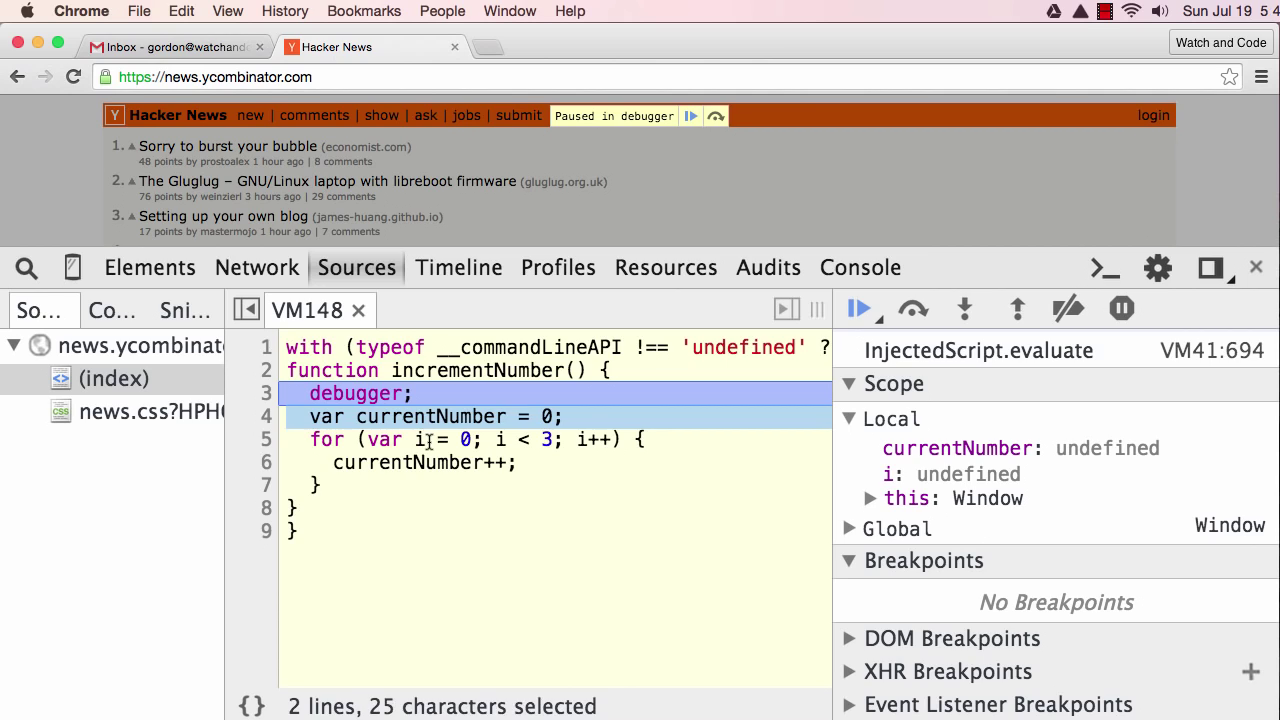 Chrome File Edit View History Bookmarks People Window Help Sun Jul 19 5 4
Inbox - gordon@watchand Hacker News Watch and Code
https://news.ycombinator.com
Y Hacker News new | comments | show | ask | jobs | submit Paused in debugger login
1. Sorry to burst your bubble (economist.com)
48 points by prostoalex 1 hour ago | 8 comments
2. The Gluglug – GNU/Linux laptop with libreboot firmware (gluglug.org.uk)
76 points by weinzierl 3 hours ago | 29 comments
3. Setting up your own blog (james-huang.github.io)
17 points by mastermojo 1 hour ago | 7 comments
Elements Network Sources Timeline Profiles Resources Audits Console
So... Co... Sni... VM148
news.ycombinat
(index)
news.css?HPH
1 with (typeof __commandLineAPI !== 'undefined' ?
2 function incrementNumber() {
3 debugger;
4 var currentNumber = 0;
5 for (var i = 0; i < 3; i++) {
6 currentNumber++;
7 }
8 }
9 }
{} 2 lines, 25 characters selected
InjectedScript.evaluate VM41:694
Scope
Local
currentNumber: undefined
i: undefined
this: Window
Global Window
Breakpoints
No Breakpoints
DOM Breakpoints
XHR Breakpoints +
Event Listener Breakpoints